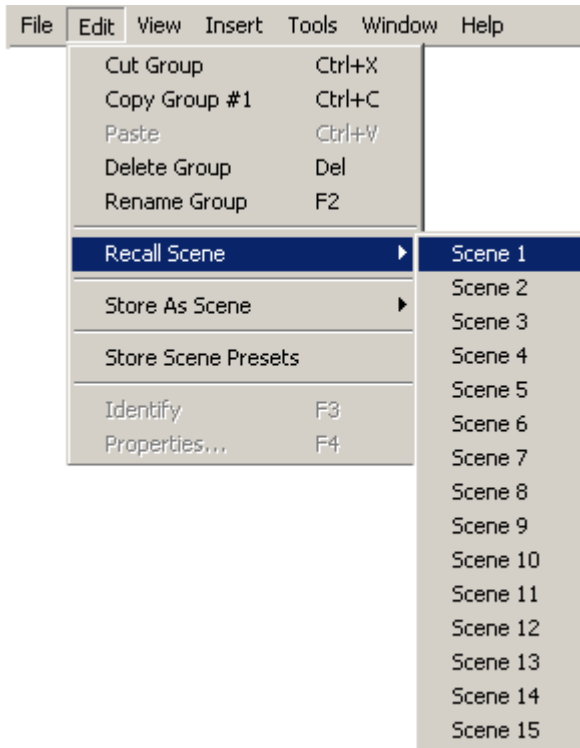 File Edit View Insert Tools Window Help
Cut Group Ctrl+X
Copy Group #1 Ctrl+C
Paste Ctrl+V
Delete Group Del
Rename Group F2
Recall Scene
Store As Scene
Store Scene Presets
Identify F3
Properties... F4
Scene 1
Scene 2
Scene 3
Scene 4
Scene 5
Scene 6
Scene 7
Scene 8
Scene 9
Scene 10
Scene 11
Scene 12
Scene 13
Scene 14
Scene 15